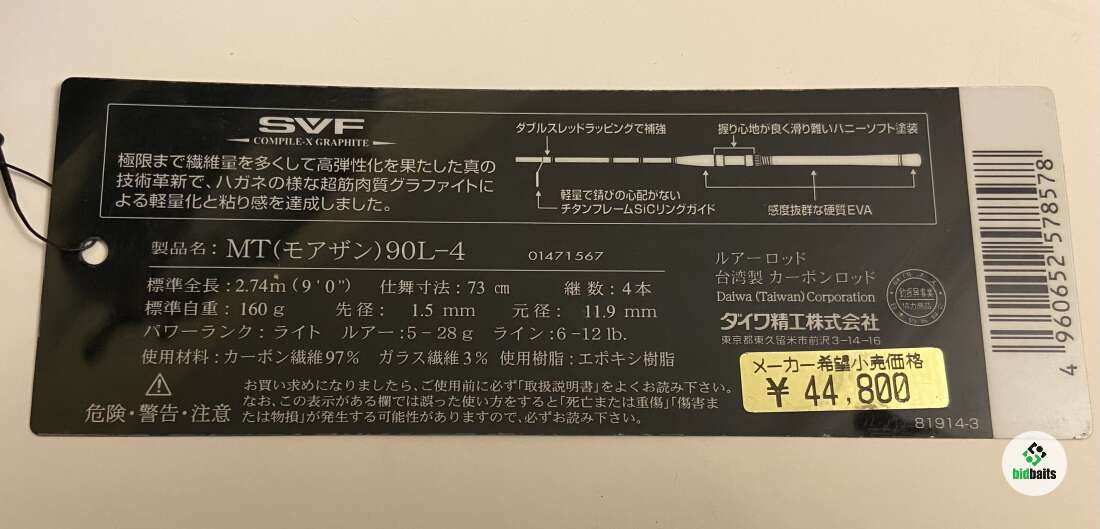 SVF
COMPILE-X GRAPHITE
極限まで繊維量を多くして高弾性化を果たした真の
技術革新で、ハガネの様な超筋肉質グラファイトに
よる軽量化と粘り感を達成しました。
ダブルスレッドラッピングで補強
握り心地が良く滑り難いハニーソフト塗装
軽量で錆びの心配がない
チタンフレームSiCリングガイド
感度抜群な硬質EVA
製品名：MT(モアザン)90L-4 01471567
標準全長：2.74m(9'0") 仕舞寸法：73 cm 継数：4本
標準自重：160g 先径：1.5mm 元径：11.9mm
パワーランク：ライト ルアー：5-28g ライン：6-12lb.
使用材料：カーボン繊維97% ガラス繊維3% 使用樹脂：エポキシ樹脂
ルアーロッド
台湾製 カーボンロッド
Daiwa (Taiwan) Corporation
ダイワ精工株式会社
東京都東久留米市前沢3-14-16
メーカー希望小売価格
¥ 44,800
危険・警告・注意
お買い求めになりましたら、ご使用前に必ず「取扱説明書」をよくお読み下さい。
なお、この表示がある欄では誤った使い方をすると「死亡または重傷」「傷害ま
たは物損」が発生する可能性がありますので、必ずお読み下さい。
81914-3
4 960652 578578
bidbaits